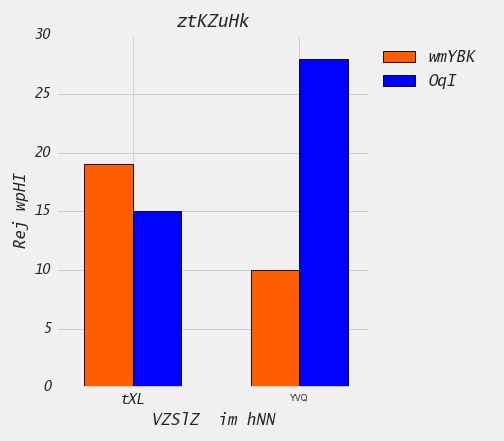 ztKZuHk
30
25
20
15
10
5
0
Rej wpHI
tXL
YVQ
VZSlZ  im hNN
wmYBK
OqI